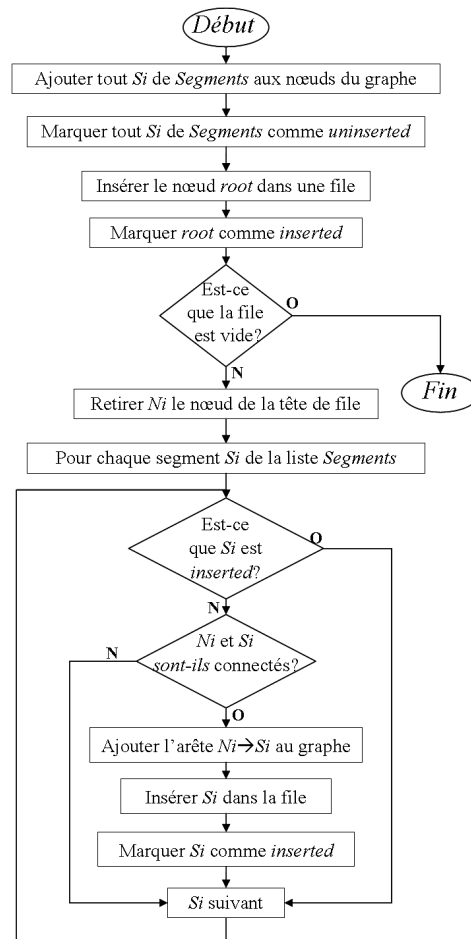 Début
Ajouter tout Si de Segments aux nœuds du graphe
Marquer tout Si de Segments comme uninserted
Insérer le nœud root dans une file
Marquer root comme inserted
Est-ce
que la file
est vide?
O
N
Fin
Retirer Ni le nœud de la tête de file
Pour chaque segment Si de la liste Segments
Est-ce
que Si est
inserted?
O
N
Ni et Si
sont-ils connectés?
N
O
Ajouter l’arête Ni→Si au graphe
Insérer Si dans la file
Marquer Si comme inserted
Si suivant